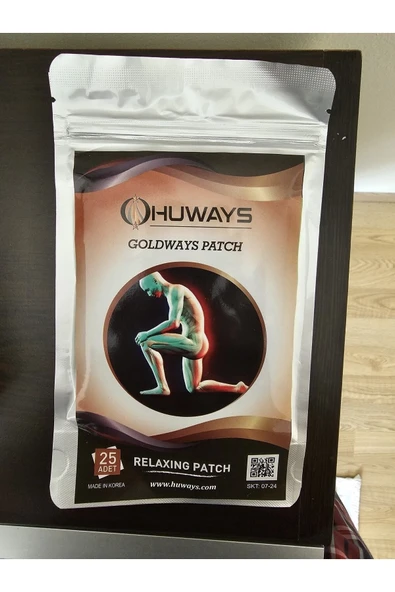 HUWAYS
GOLDWAYS PATCH
25
ADET
RELAXING PATCH
MADE IN KOREA
www.huways.com
SKT: 07-24